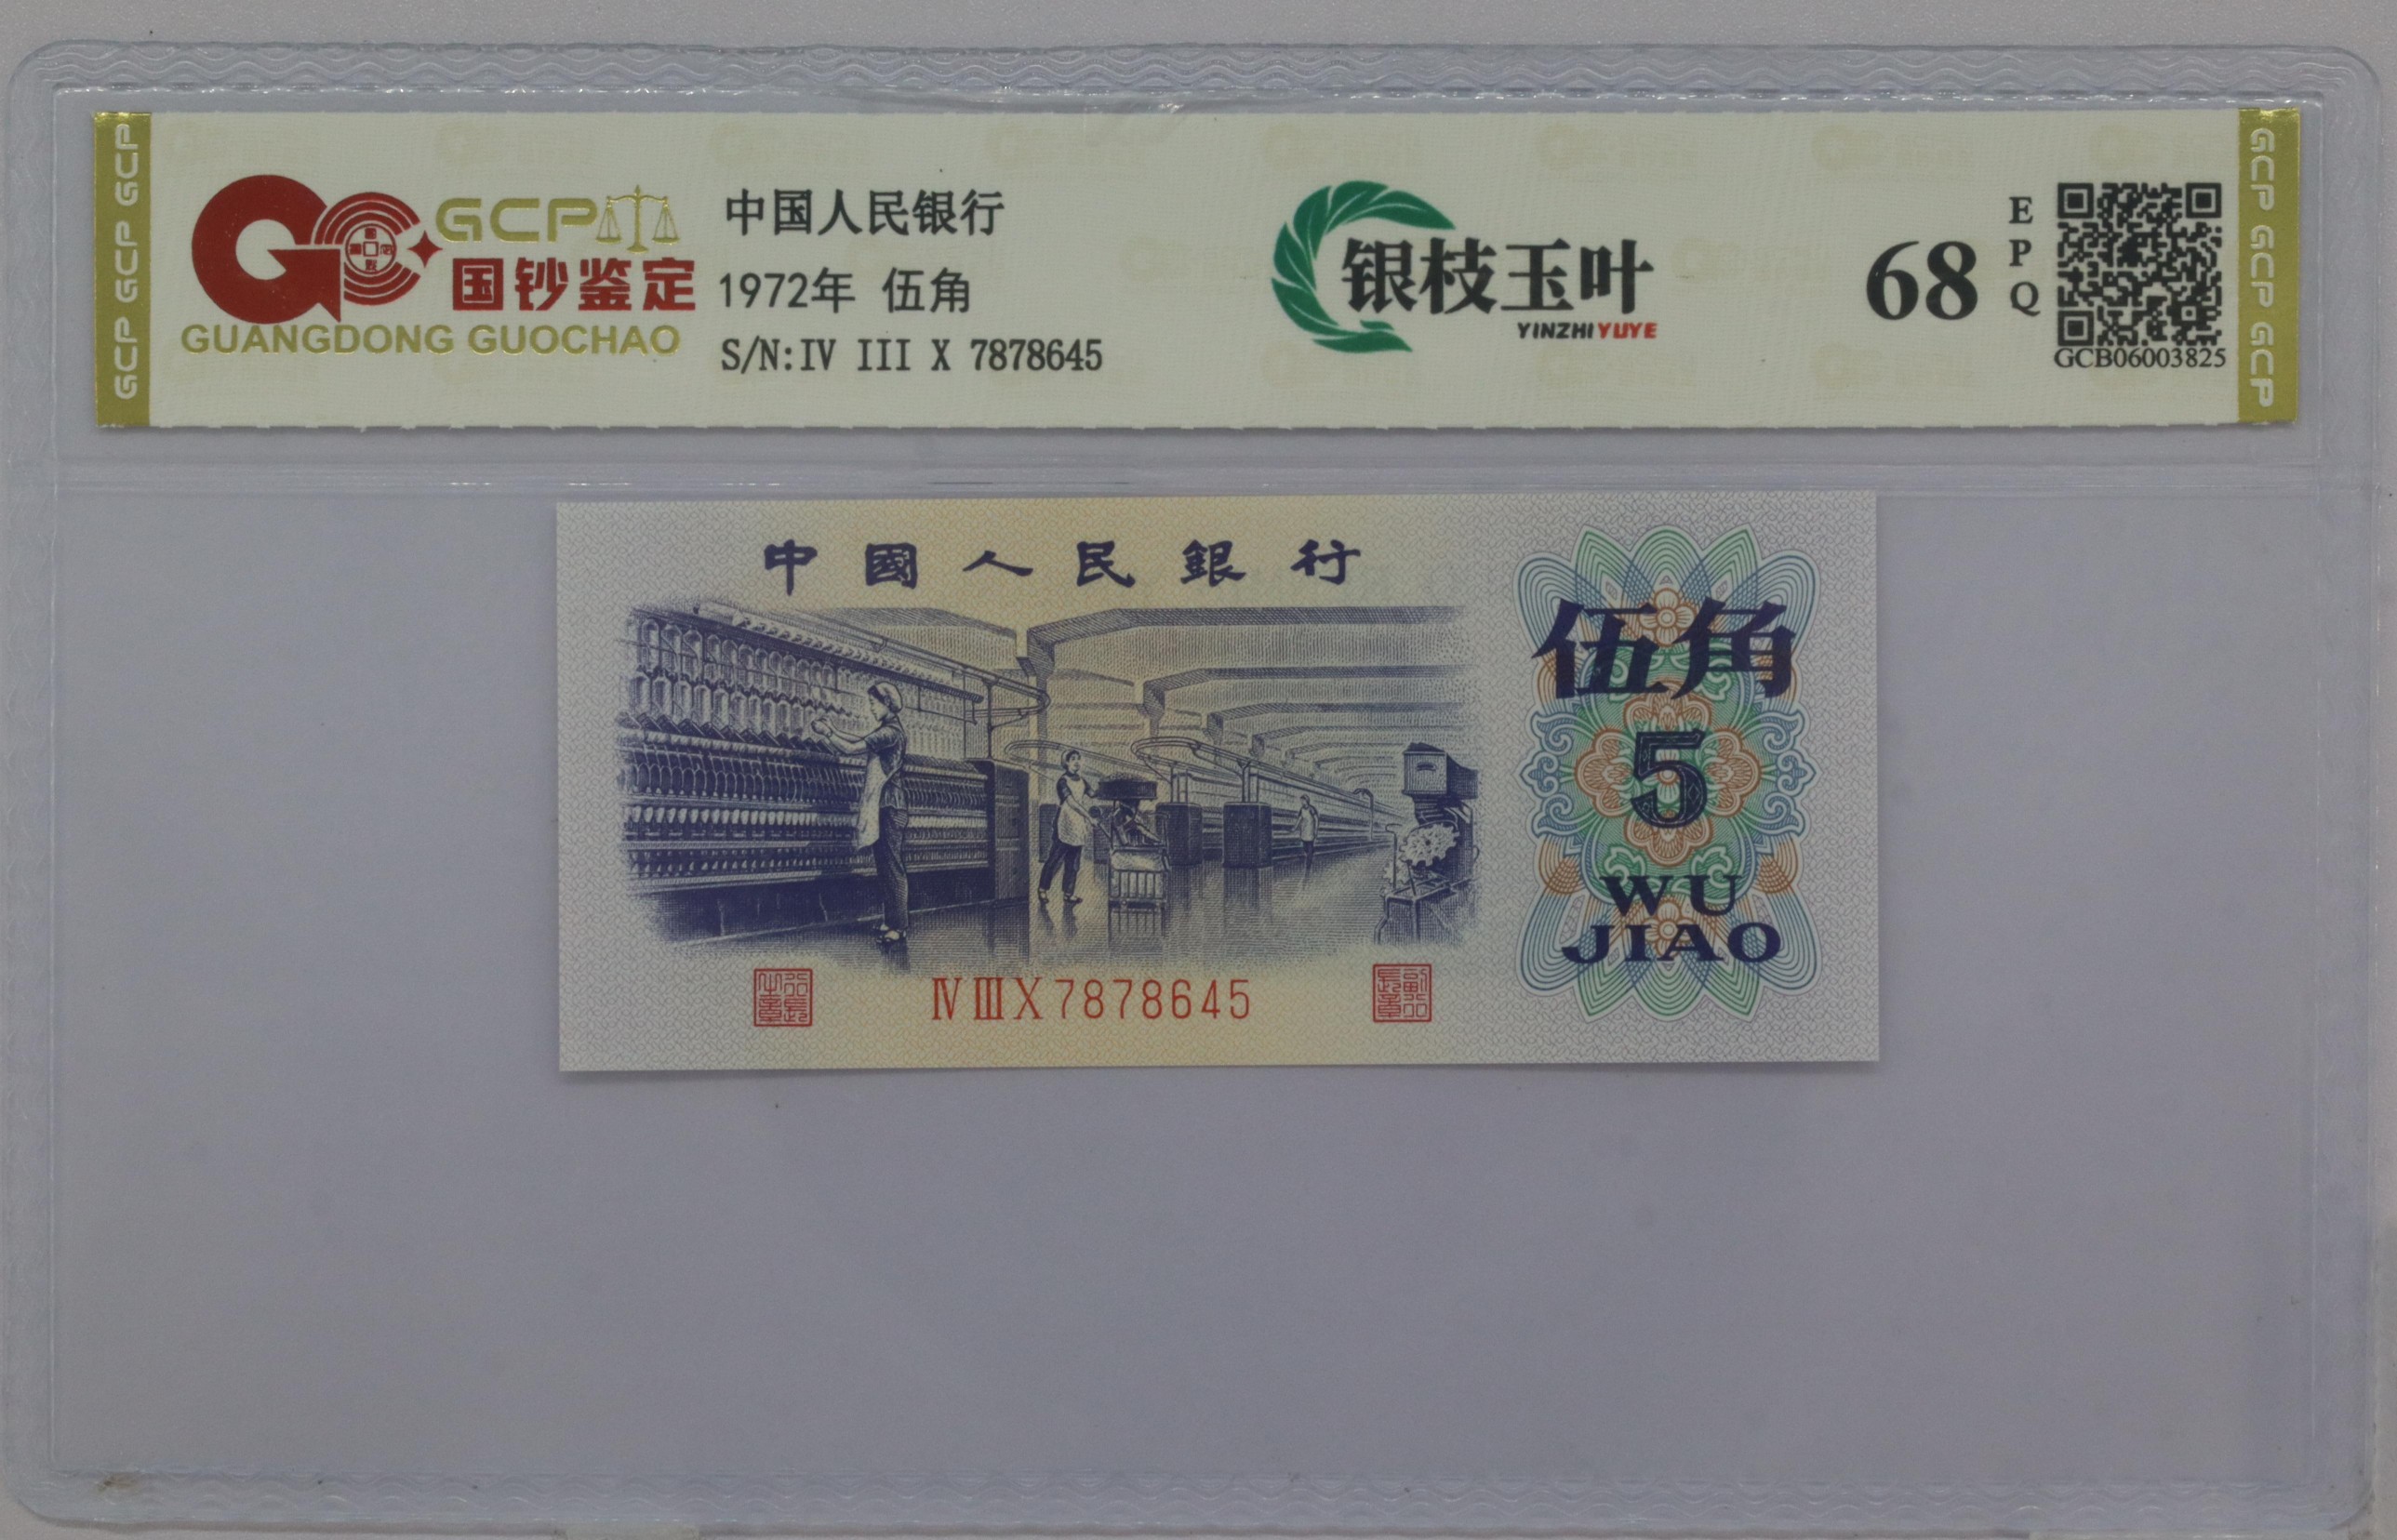 GCP GCP GCP
GCP
国钞鉴定
GUANGDONG GUOCHAO
中国人民银行
1972年 伍角
S/N:IV III X 7878645
银枝玉叶
YINZHIYUYE
68
E
P
Q
GCB06003825
GCP GCP GCP
中國人民銀行
伍角
5
WU
JIAO
ⅣⅢX7878645